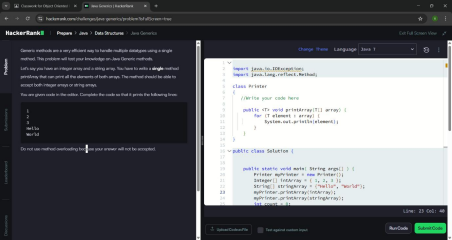 Classwork for Object Oriented
Java Generics | HackerRank
hackerrank.com/challenges/java-generics/problem?isFullScreen=true
HackerRank
Prepare > Java > Data Structures > Java Generics
Exit Full Screen View
Problem
Generic methods are a very efficient way to handle multiple datatypes using a single
method. This problem will test your knowledge on Java Generic methods.
Let's say you have an integer array and a string array. You have to write a single method
printArray that can print all the elements of both arrays. The method should be able to
accept both integer arrays or string arrays.
You are given code in the editor. Complete the code so that it prints the following lines:
1
2
3
Hello
World
Do not use method overloading because your answer will not be accepted.
Submissions
Leaderboard
Discussions
Change Theme
Language
Java 7
import java.io.IOException;
import java.lang.reflect.Method;
class Printer
{
//Write your code here
public <T> void printArray(T[] array) {
for (T element : array) {
System.out.println(element);
}
}
}
public class Solution {
public static void main( String args[] ) {
Printer myPrinter = new Printer();
Integer[] intArray = { 1, 2, 3 };
String[] stringArray = {"Hello", "World"};
myPrinter.printArray(intArray);
myPrinter.printArray(stringArray);
int count = 0;
Line: 23 Col: 40
Upload Code as File
Test against custom input
Run Code
Submit Code